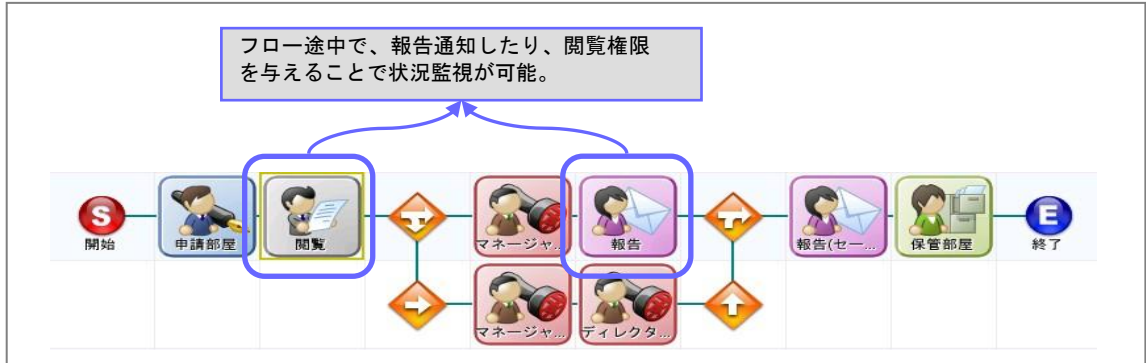 フロー途中で、報告通知したり、閲覧権限
を与えることで状況監視が可能。
S
開始
申請部屋
閲覧
マネージャ...
報告
報告(セー...
保管部屋
E
終了
マネージャ...
ディレクタ...